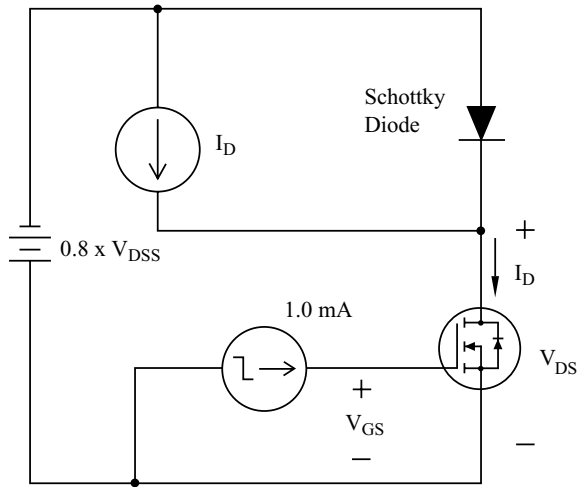 Schottky
Diode
I_D
+
0.8 x V_DSS
I_D
1.0 mA
V_DS
+
V_GS
−
−